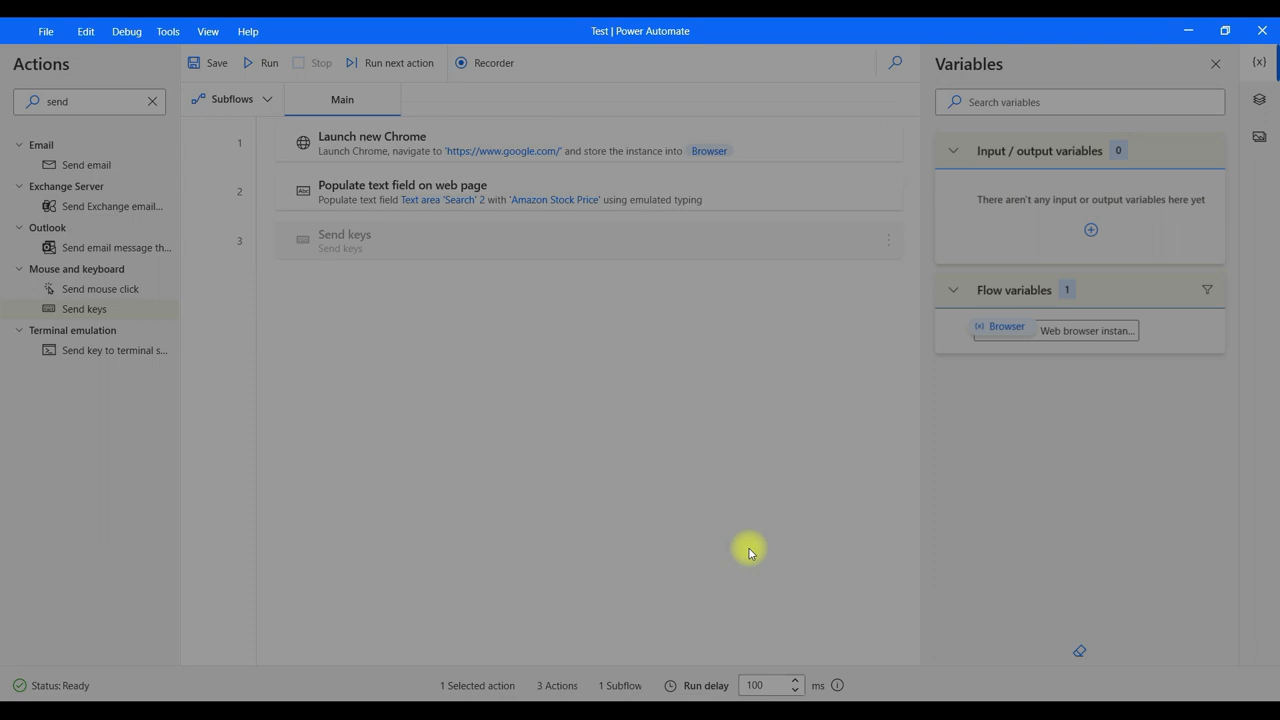 File Edit Debug Tools View Help
Test | Power Automate
Actions
send
Email
Send email
Exchange Server
Send Exchange email...
Outlook
Send email message th...
Mouse and keyboard
Send mouse click
Send keys
Terminal emulation
Send key to terminal s...
Save Run Stop Run next action Recorder
Subflows Main
1
Launch new Chrome
Launch Chrome, navigate to 'https://www.google.com/' and store the instance into Browser
2
Populate text field on web page
Populate text field Text area 'Search' 2 with 'Amazon Stock Price' using emulated typing
3
Send keys
Send keys
Variables
{x}
Search variables
Input / output variables 0
There aren't any input or output variables here yet
Flow variables 1
(x) Browser Web browser instan...
Status: Ready 1 Selected action 3 Actions 1 Subflow Run delay 100 ms